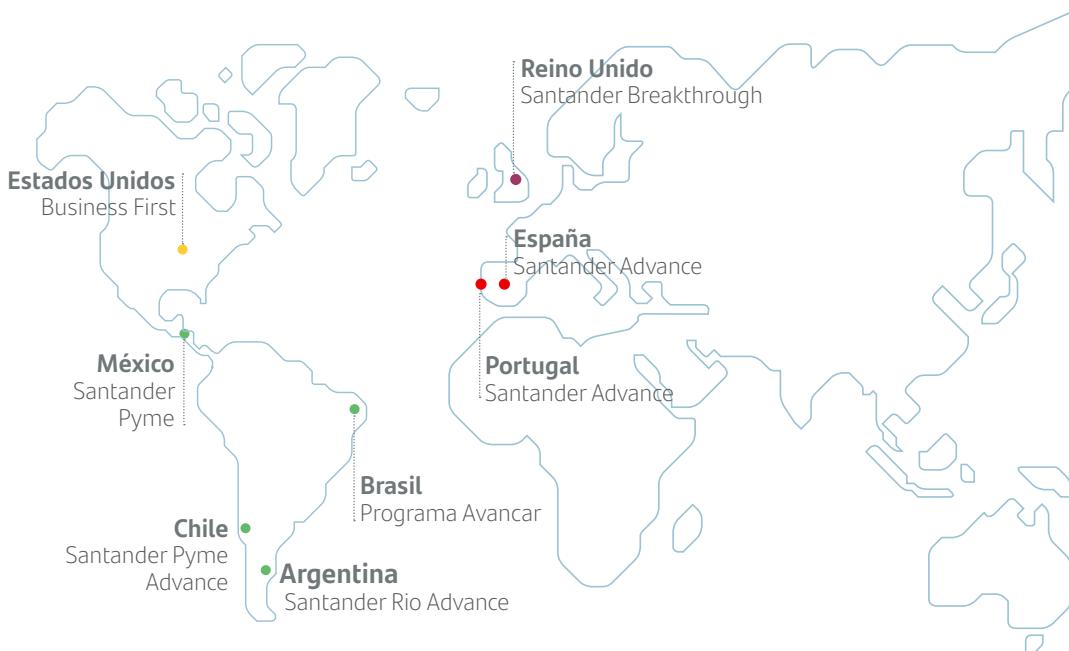 Reino Unido
Santander Breakthrough
Estados Unidos
Business First
España
Santander Advance
México
Santander
Pyme
Portugal
Santander Advance
Brasil
Programa Avancar
Chile
Santander Pyme
Advance
Argentina
Santander Rio Advance